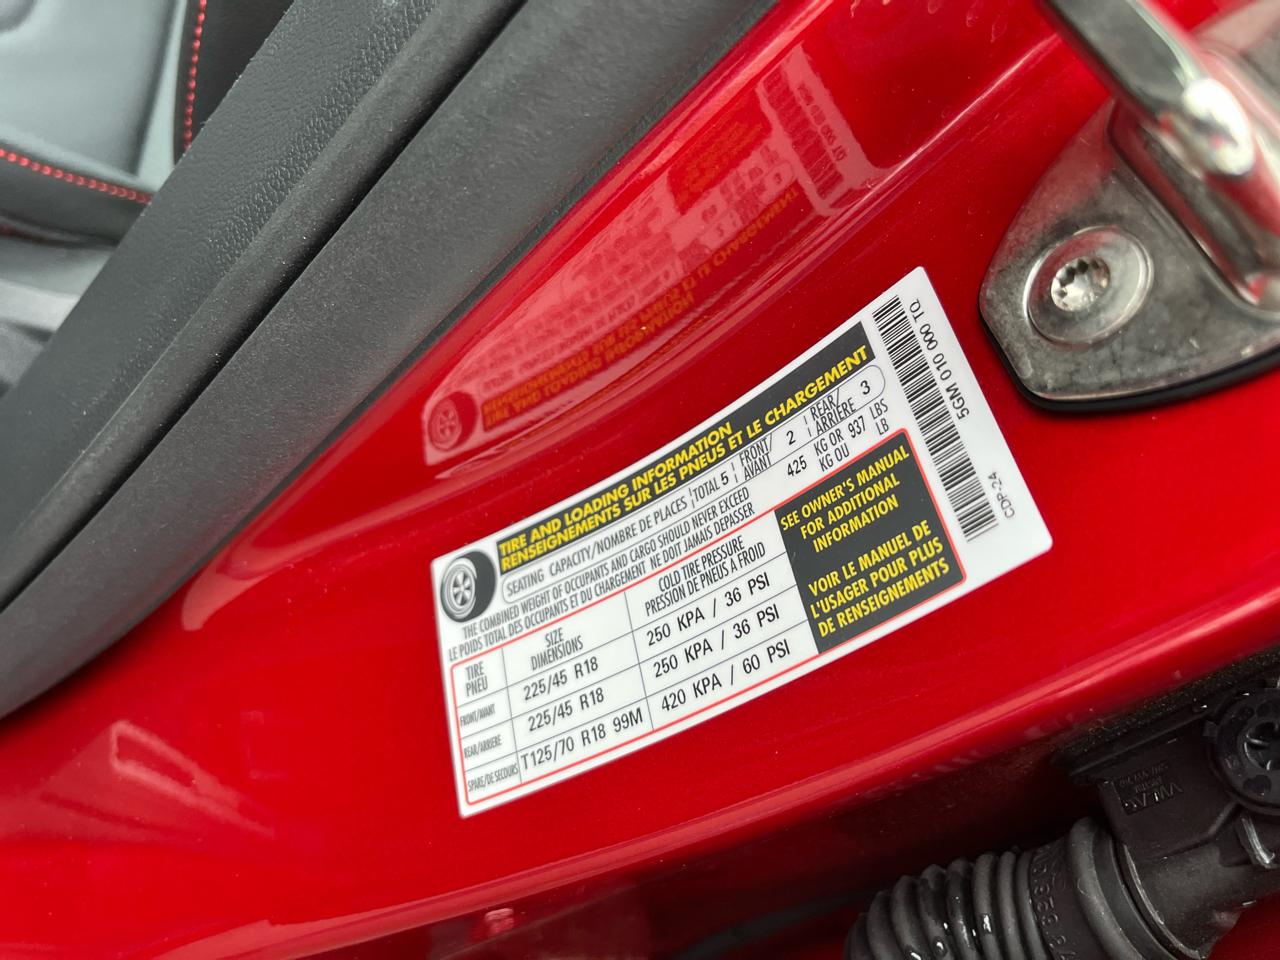 TIRE AND LOADING INFORMATION
RENSEIGNEMENTS SUR LES PNEUS ET LE CHARGEMENT
SEATING CAPACITY/NOMBRE DE PLACES TOTAL 5 FRONT/ AVANT 2 REAR/ ARRIÈRE 3
THE COMBINED WEIGHT OF OCCUPANTS AND CARGO SHOULD NEVER EXCEED 425 KG OR 937 LBS
LE POIDS TOTAL DES OCCUPANTS ET DU CHARGEMENT NE DOIT JAMAIS DEPASSER KG OU LB
TIRE SIZE COLD TIRE PRESSURE
PNEU DIMENSIONS PRESSION DE PNEUS A FROID
FRONT/AVANT 225/45 R18 250 KPA / 36 PSI
REAR/ARRIERE 225/45 R18 250 KPA / 36 PSI
SPARE/DE SECOURS T125/70 R18 99M 420 KPA / 60 PSI
SEE OWNER'S MANUAL
FOR ADDITIONAL
INFORMATION
VOIR LE MANUEL DE
L'USAGER POUR PLUS
DE RENSEIGNEMENTS
5GM 010 000 TQ
CDP-24
VW AG